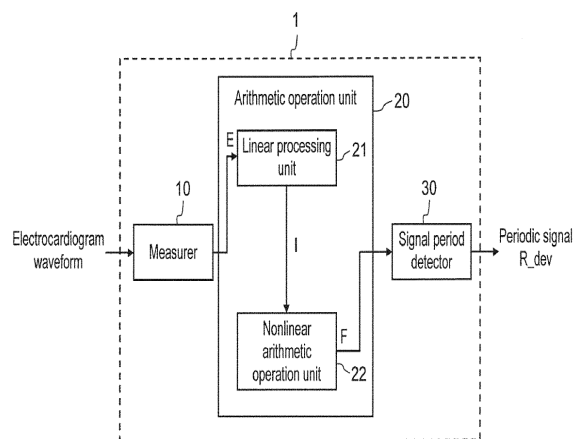 1
Arithmetic operation unit
20
E
Linear processing
unit
21
10
30
Electrocardiogram
waveform
Measurer
I
Signal period
detector
Periodic signal
R_dev
Nonlinear
arithmetic
operation unit
F
22